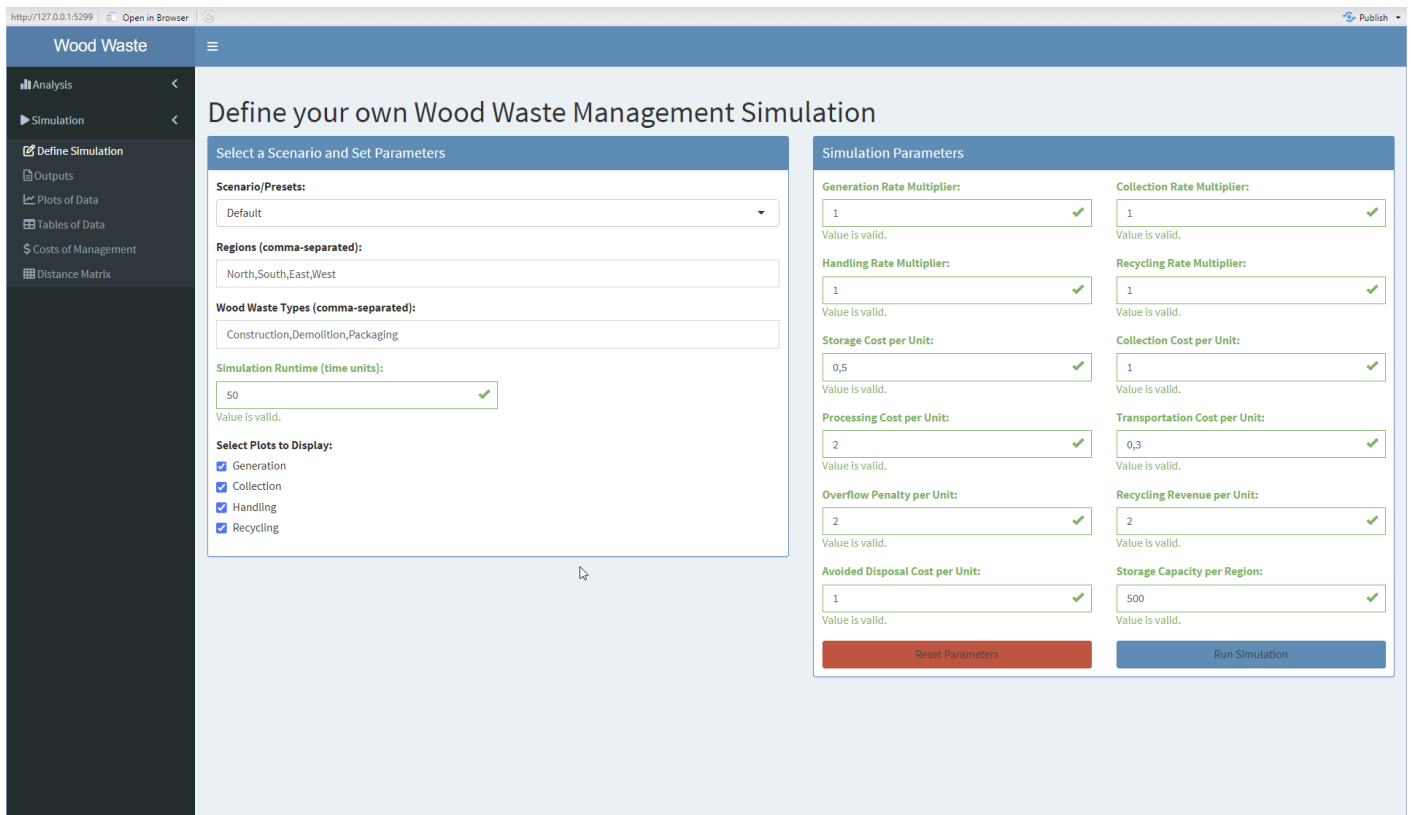 http://127.0.0.1:5299 Open in Browser Publish
Wood Waste
Analysis
Simulation
Define Simulation
Outputs
Plots of Data
Tables of Data
$ Costs of Management
Distance Matrix
Define your own Wood Waste Management Simulation
Select a Scenario and Set Parameters
Scenario/Presets:
Default
Regions (comma-separated):
North,South,East,West
Wood Waste Types (comma-separated):
Construction,Demolition,Packaging
Simulation Runtime (time units):
50
Value is valid.
Select Plots to Display:
Generation
Collection
Handling
Recycling
Simulation Parameters
Generation Rate Multiplier: Collection Rate Multiplier:
1 1
Value is valid. Value is valid.
Handling Rate Multiplier: Recycling Rate Multiplier:
1 1
Value is valid. Value is valid.
Storage Cost per Unit: Collection Cost per Unit:
0,5 1
Value is valid. Value is valid.
Processing Cost per Unit: Transportation Cost per Unit:
2 0,3
Value is valid. Value is valid.
Overflow Penalty per Unit: Recycling Revenue per Unit:
2 2
Value is valid. Value is valid.
Avoided Disposal Cost per Unit: Storage Capacity per Region:
1 500
Value is valid. Value is valid.
Reset Parameters Run Simulation